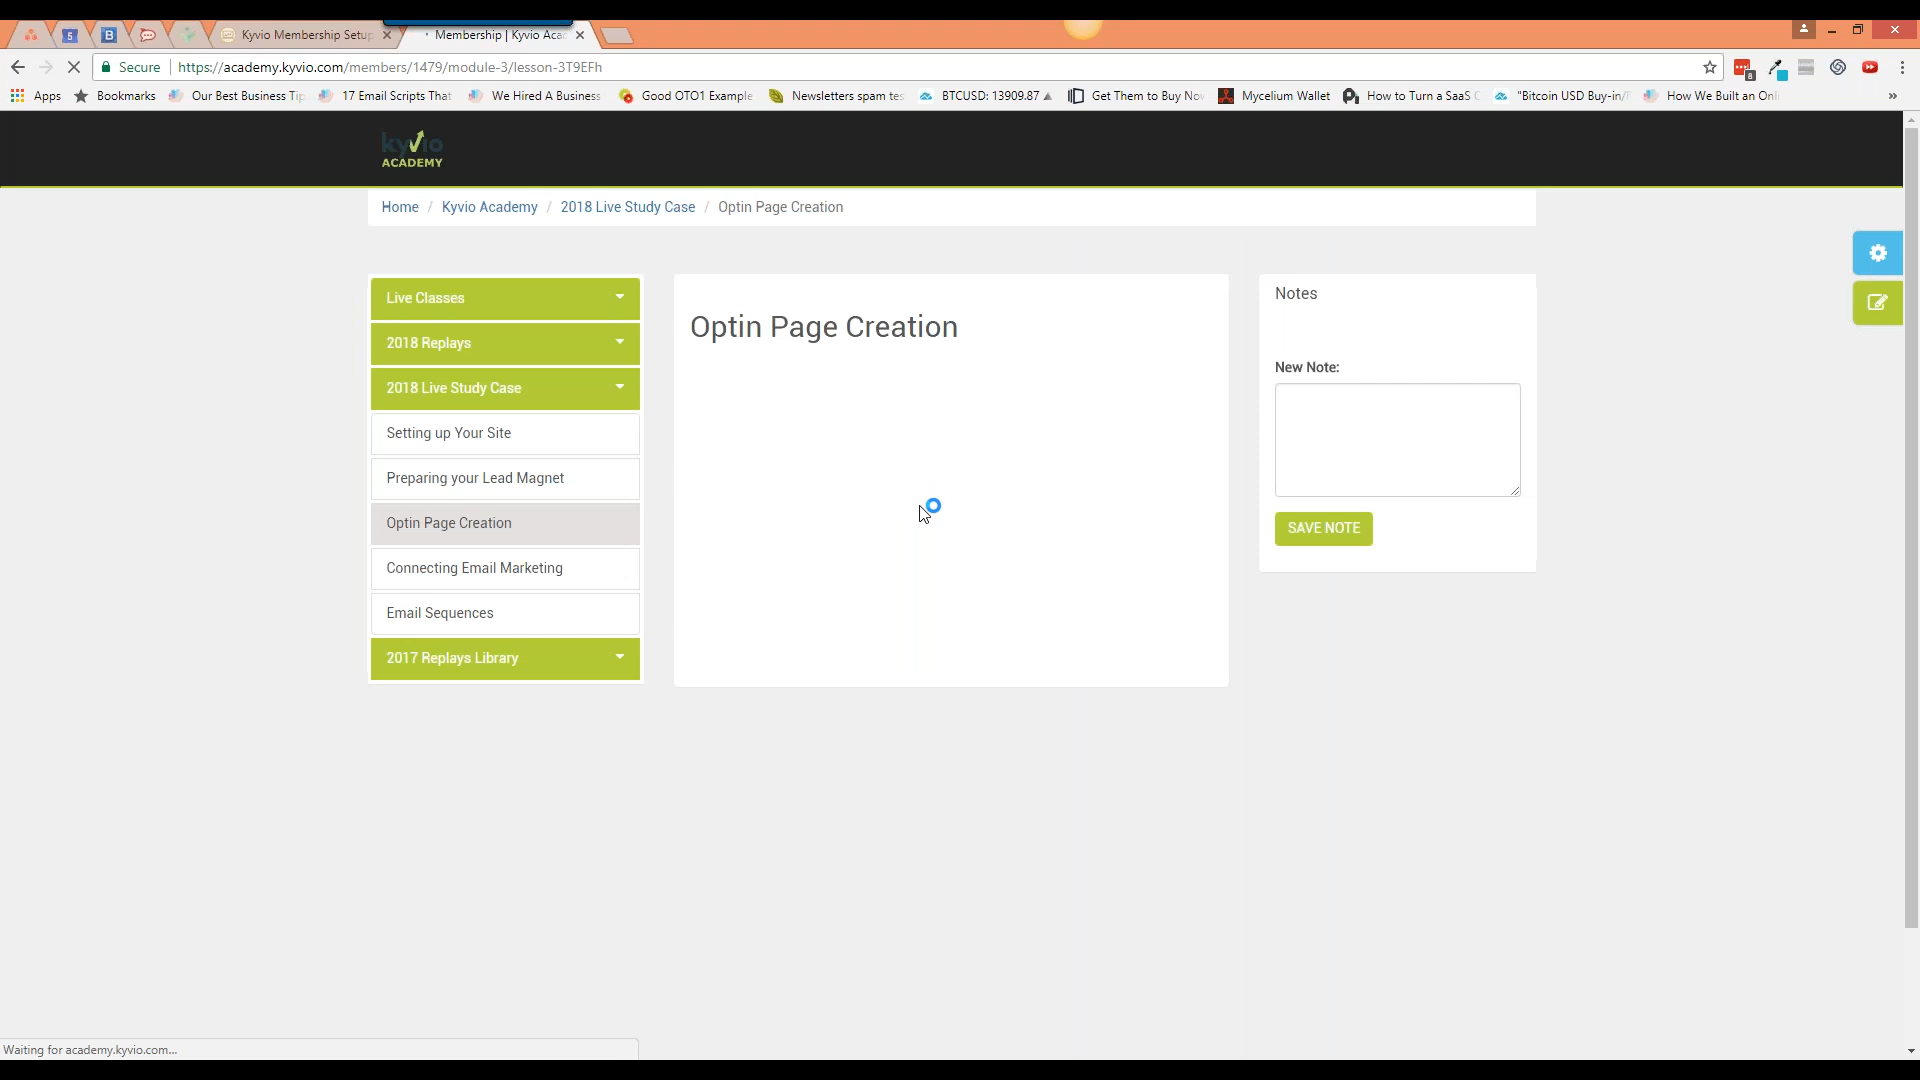 5
B
Kyvio Membership Setup
Membership | Kyvio Aca
Secure
https://academy.kyvio.com/members/1479/module-3/lesson-3T9EFh
8
Apps
Bookmarks
Our Best Business Tip
17 Email Scripts That
We Hired A Business
Good OTO1 Example
Newsletters spam tes
BTCUSD: 13909.87 ▲
Get Them to Buy Nov
Mycelium Wallet
How to Turn a SaaS
"Bitcoin USD Buy-in/
How We Built an Onl
»
kyvio
ACADEMY
Home / Kyvio Academy / 2018 Live Study Case / Optin Page Creation
Live Classes
2018 Replays
2018 Live Study Case
Setting up Your Site
Preparing your Lead Magnet
Optin Page Creation
Connecting Email Marketing
Email Sequences
2017 Replays Library
Optin Page Creation
Notes
New Note:
SAVE NOTE
Waiting for academy.kyvio.com...